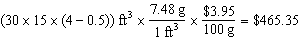 (30 × 15 × (4 – 0.5)) ft³ × 7.48 g / 1 ft³ × $3.95 / 100 g = $465.35